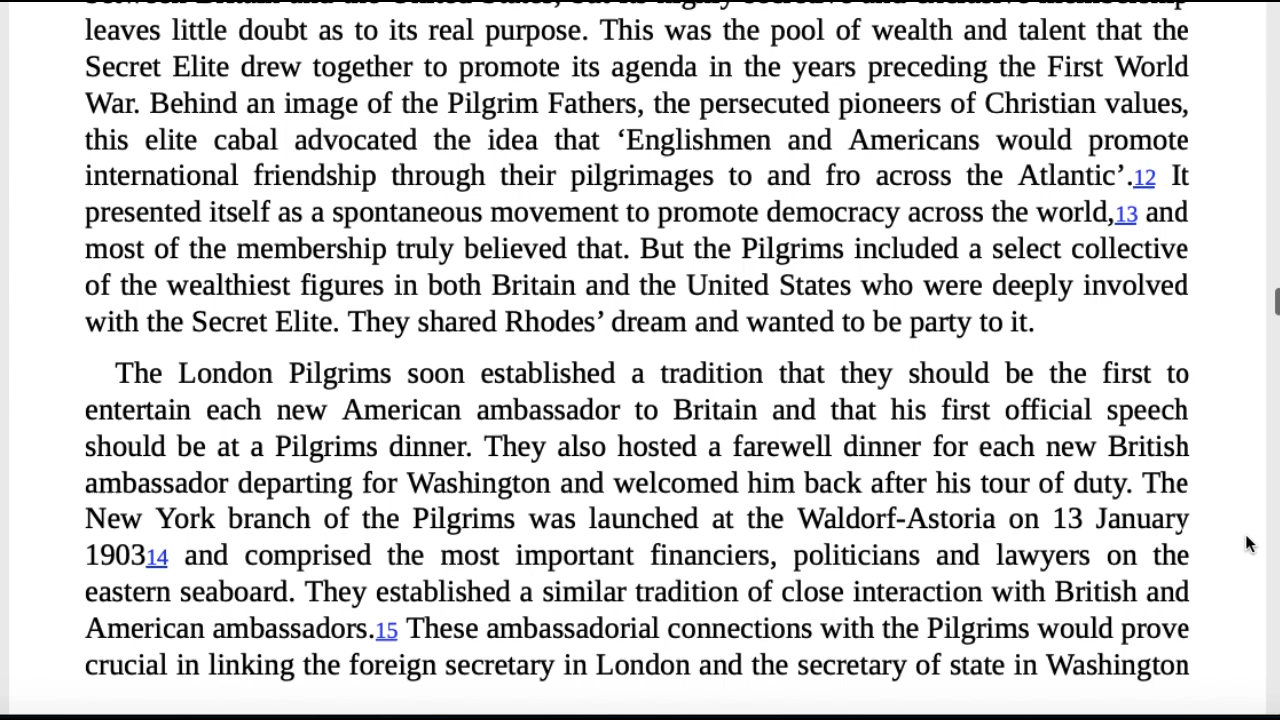 leaves little doubt as to its real purpose. This was the pool of wealth and talent that the
Secret Elite drew together to promote its agenda in the years preceding the First World
War. Behind an image of the Pilgrim Fathers, the persecuted pioneers of Christian values,
this elite cabal advocated the idea that ‘Englishmen and Americans would promote
international friendship through their pilgrimages to and fro across the Atlantic’.12 It
presented itself as a spontaneous movement to promote democracy across the world,13 and
most of the membership truly believed that. But the Pilgrims included a select collective
of the wealthiest figures in both Britain and the United States who were deeply involved
with the Secret Elite. They shared Rhodes’ dream and wanted to be party to it.
The London Pilgrims soon established a tradition that they should be the first to
entertain each new American ambassador to Britain and that his first official speech
should be at a Pilgrims dinner. They also hosted a farewell dinner for each new British
ambassador departing for Washington and welcomed him back after his tour of duty. The
New York branch of the Pilgrims was launched at the Waldorf-Astoria on 13 January
190314 and comprised the most important financiers, politicians and lawyers on the
eastern seaboard. They established a similar tradition of close interaction with British and
American ambassadors.15 These ambassadorial connections with the Pilgrims would prove
crucial in linking the foreign secretary in London and the secretary of state in Washington